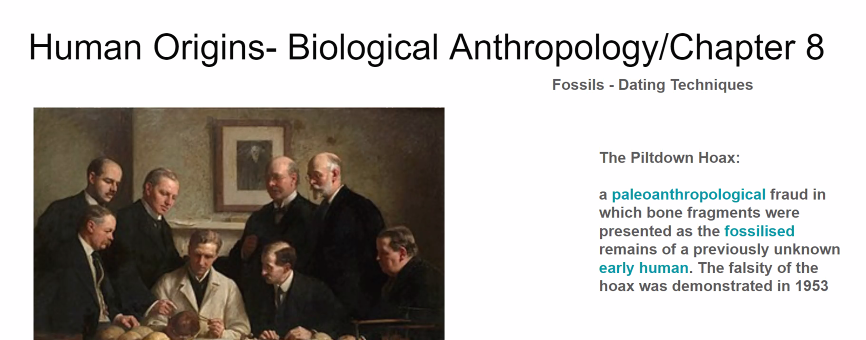 Human Origins- Biological Anthropology/Chapter 8
Fossils - Dating Techniques
The Piltdown Hoax:
a paleoanthropological fraud in
which bone fragments were
presented as the fossilised
remains of a previously unknown
early human. The falsity of the
hoax was demonstrated in 1953